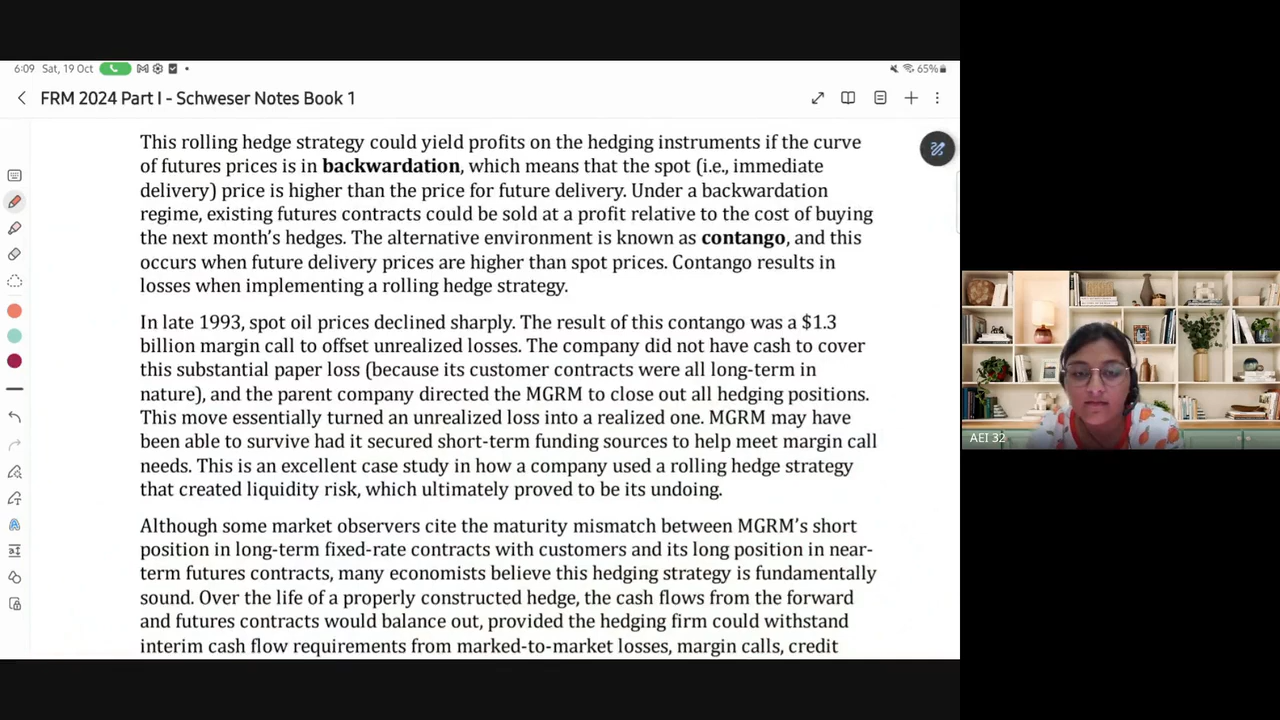 6:09 Sat, 19 Oct
65%
FRM 2024 Part I - Schweser Notes Book 1
This rolling hedge strategy could yield profits on the hedging instruments if the curve
of futures prices is in backwardation, which means that the spot (i.e., immediate
delivery) price is higher than the price for future delivery. Under a backwardation
regime, existing futures contracts could be sold at a profit relative to the cost of buying
the next month's hedges. The alternative environment is known as contango, and this
occurs when future delivery prices are higher than spot prices. Contango results in
losses when implementing a rolling hedge strategy.
In late 1993, spot oil prices declined sharply. The result of this contango was a $1.3
billion margin call to offset unrealized losses. The company did not have cash to cover
this substantial paper loss (because its customer contracts were all long-term in
nature), and the parent company directed the MGRM to close out all hedging positions.
This move essentially turned an unrealized loss into a realized one. MGRM may have
been able to survive had it secured short-term funding sources to help meet margin call
needs. This is an excellent case study in how a company used a rolling hedge strategy
that created liquidity risk, which ultimately proved to be its undoing.
Although some market observers cite the maturity mismatch between MGRM's short
position in long-term fixed-rate contracts with customers and its long position in near-
term futures contracts, many economists believe this hedging strategy is fundamentally
sound. Over the life of a properly constructed hedge, the cash flows from the forward
and futures contracts would balance out, provided the hedging firm could withstand
interim cash flow requirements from marked-to-market losses, margin calls, credit
AEI 32